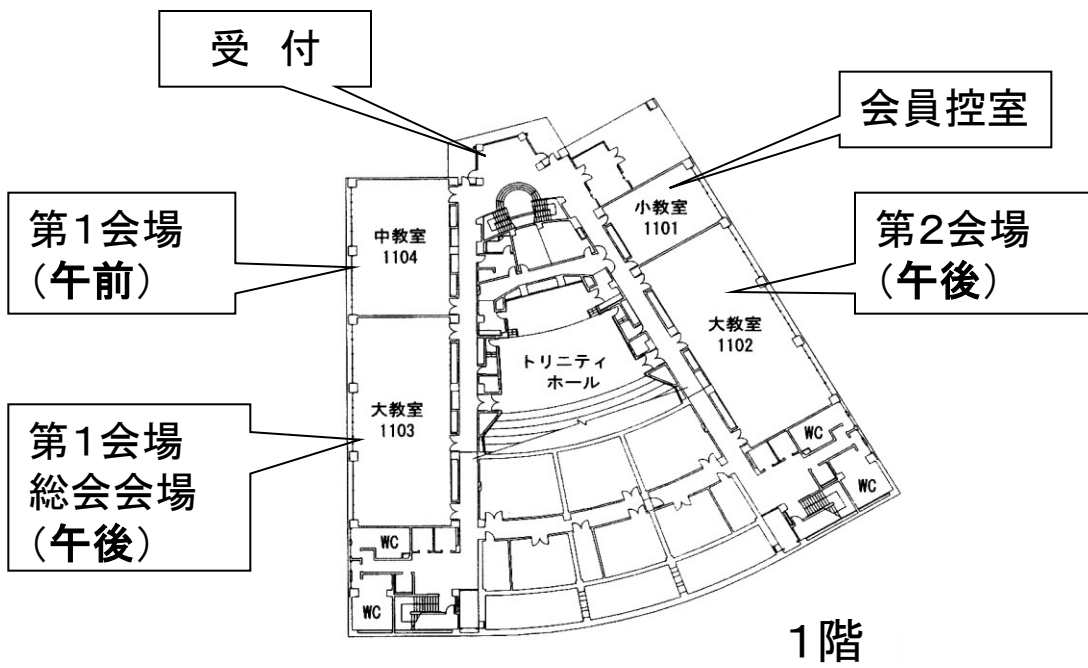 受 付
会員控室
第1会場
(午前)
小教室
1101
中教室
1104
第2会場
(午後)
大教室
1102
トリニティ
ホール
大教室
1103
第1会場
総会会場
(午後)
WC
WC
WC
WC
1階